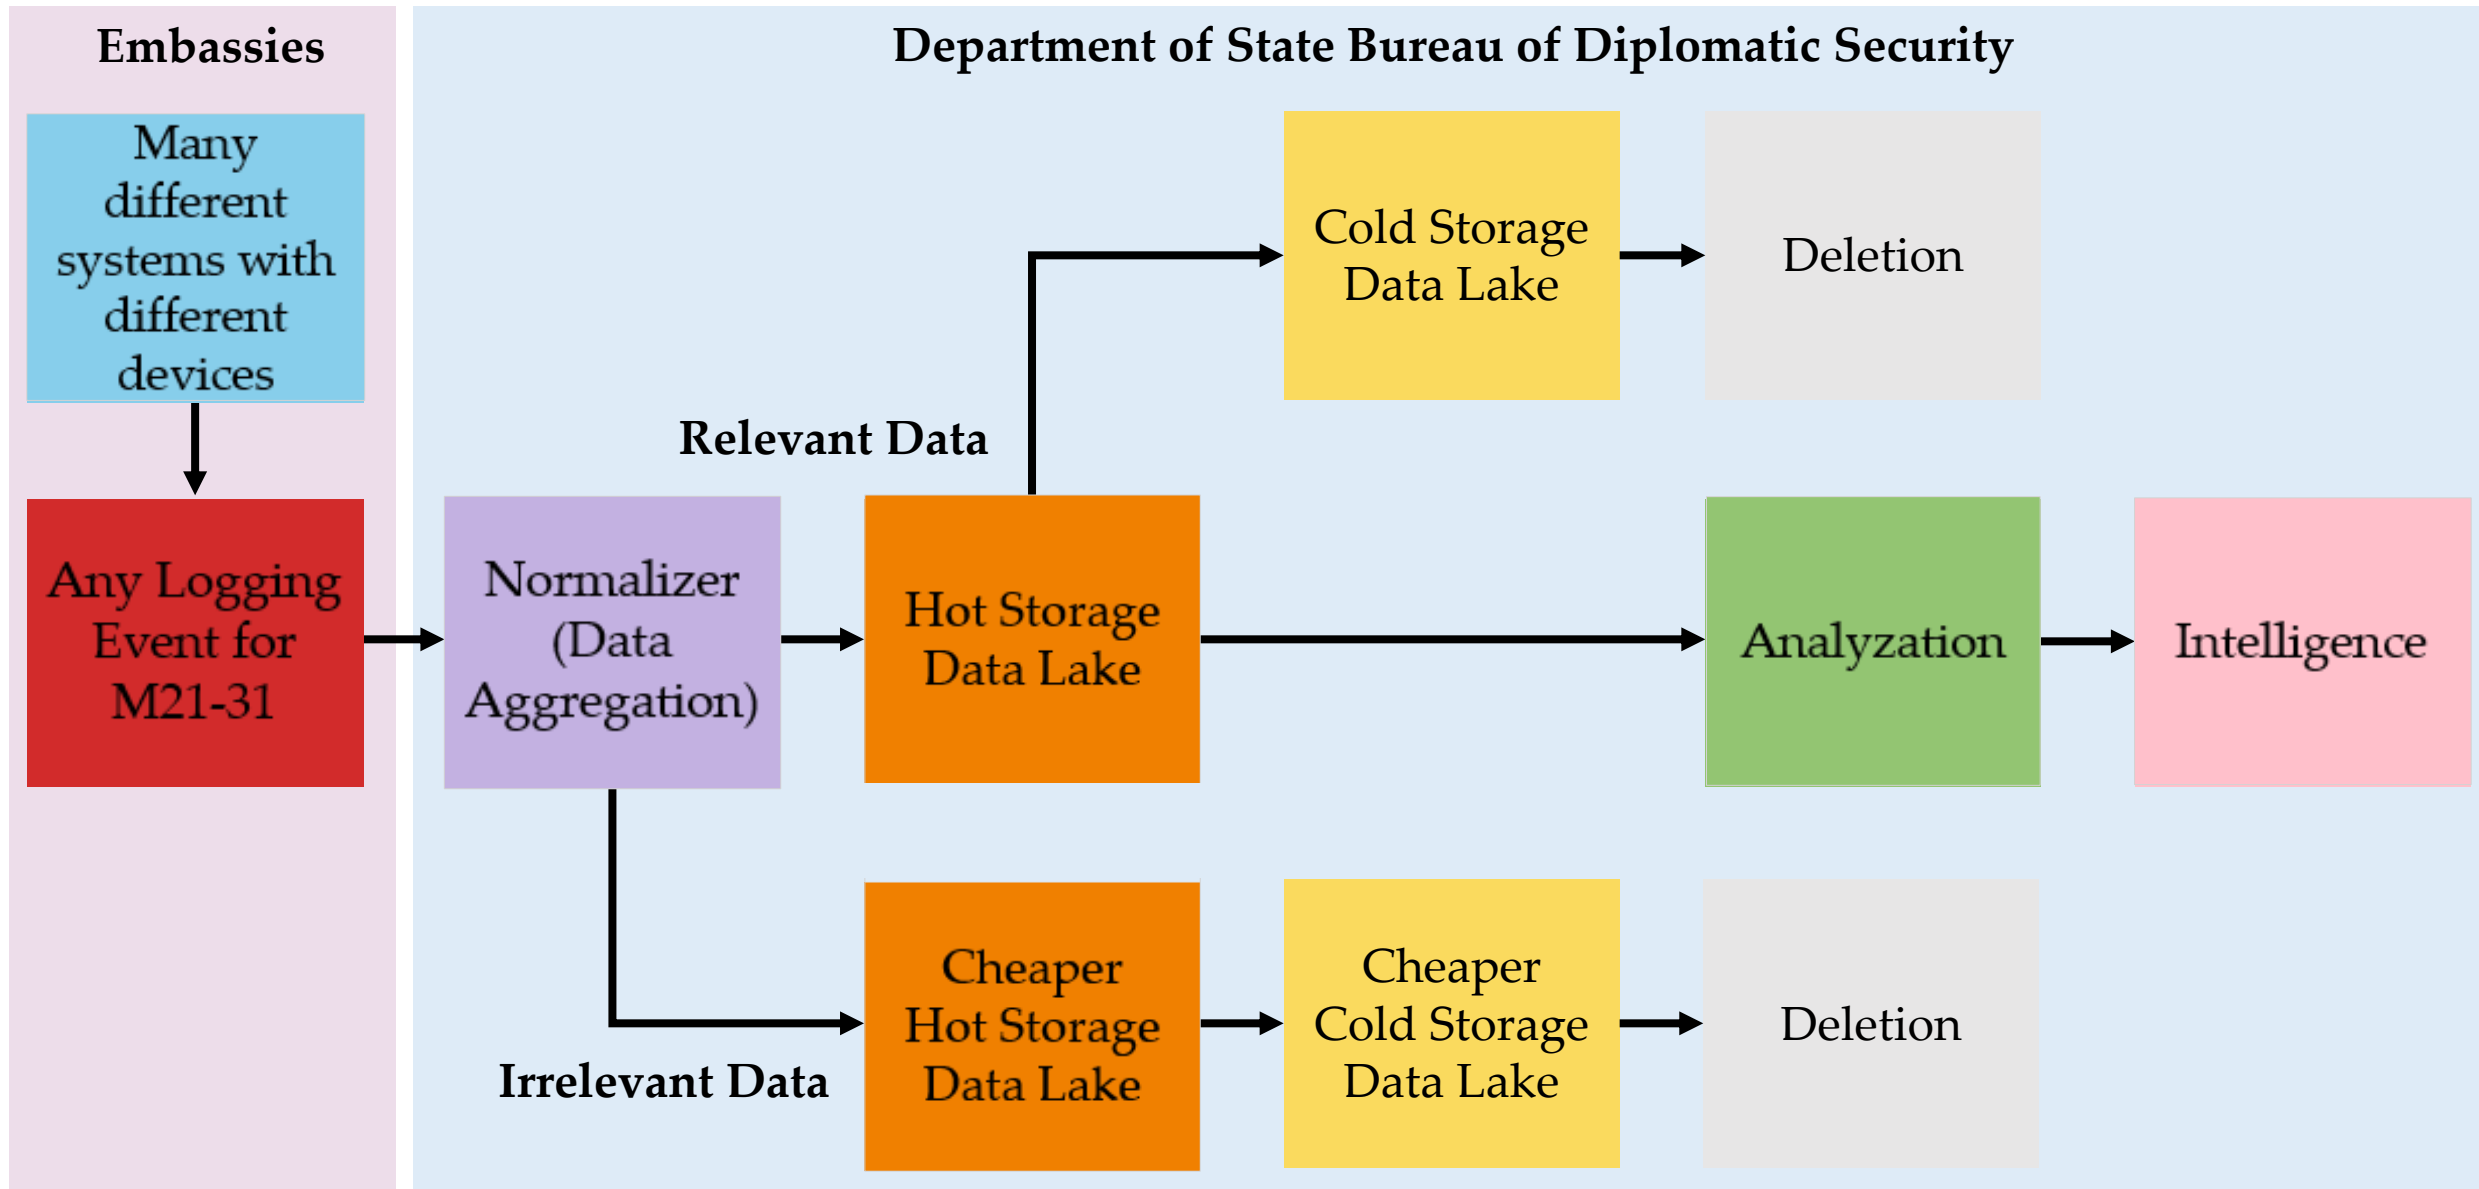 Embassies
Department of State Bureau of Diplomatic Security
Many
different
systems with
different
devices
Cold Storage
Data Lake
Deletion
Relevant Data
Any Logging
Event for
M21-31
Normalizer
(Data
Aggregation)
Hot Storage
Data Lake
Analyzation
Intelligence
Cheaper
Hot Storage
Data Lake
Cheaper
Cold Storage
Data Lake
Deletion
Irrelevant Data